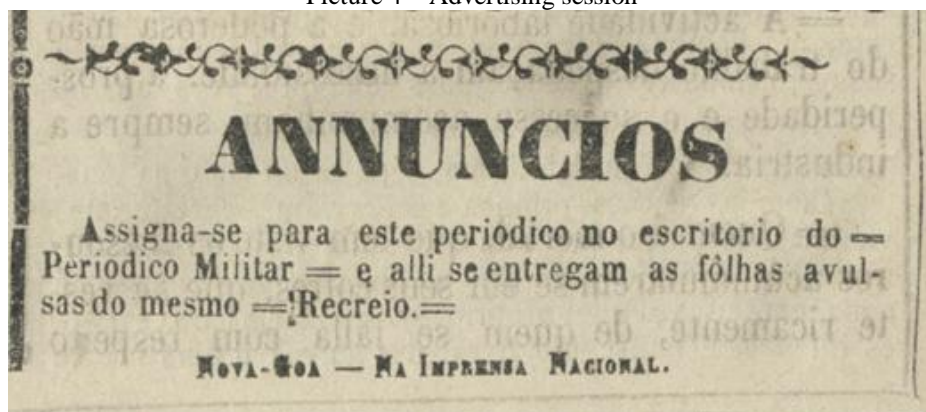 Picture 4 – Advertising session
ANNUNCIOS
Assigna-se para este periodico no escritorio do =
Periodico Militar = e alli se entregam as fôlhas avul-
sas do mesmo = Recreio. =
NOVA-GOA — NA IMPRENSA NACIONAL.